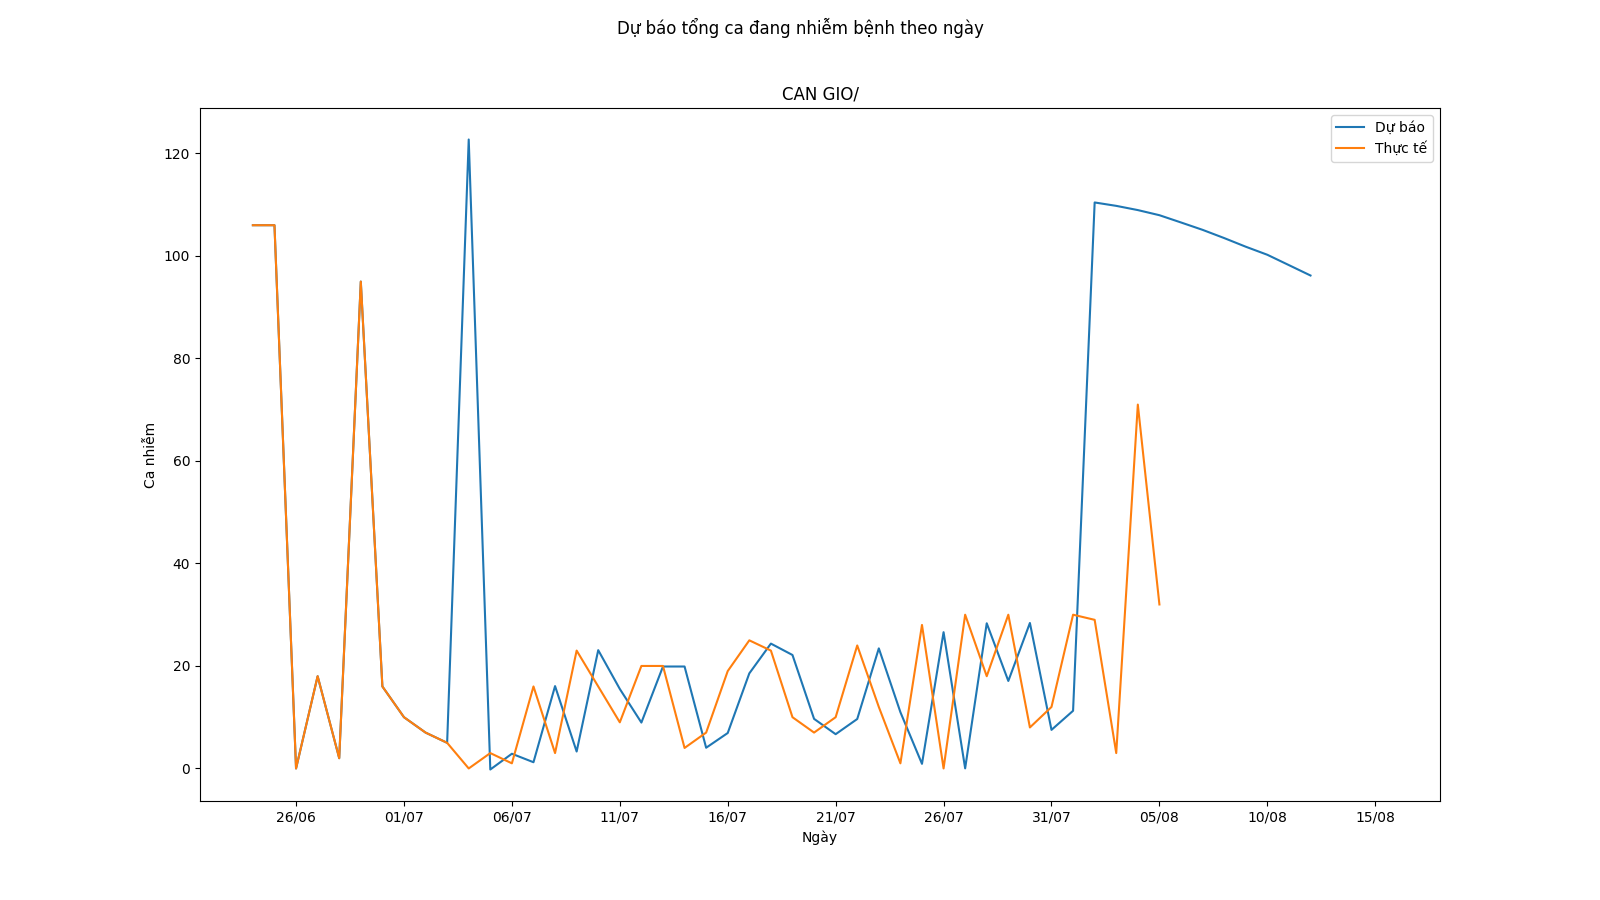 Dự báo tổng ca đang nhiễm bệnh theo ngày
CAN GIO/
Dự báo
Thực tế
120
100
80
60
40
20
0
Ca nhiễm
26/06 01/07 06/07 11/07 16/07 21/07 26/07 31/07 05/08 10/08 15/08
Ngày